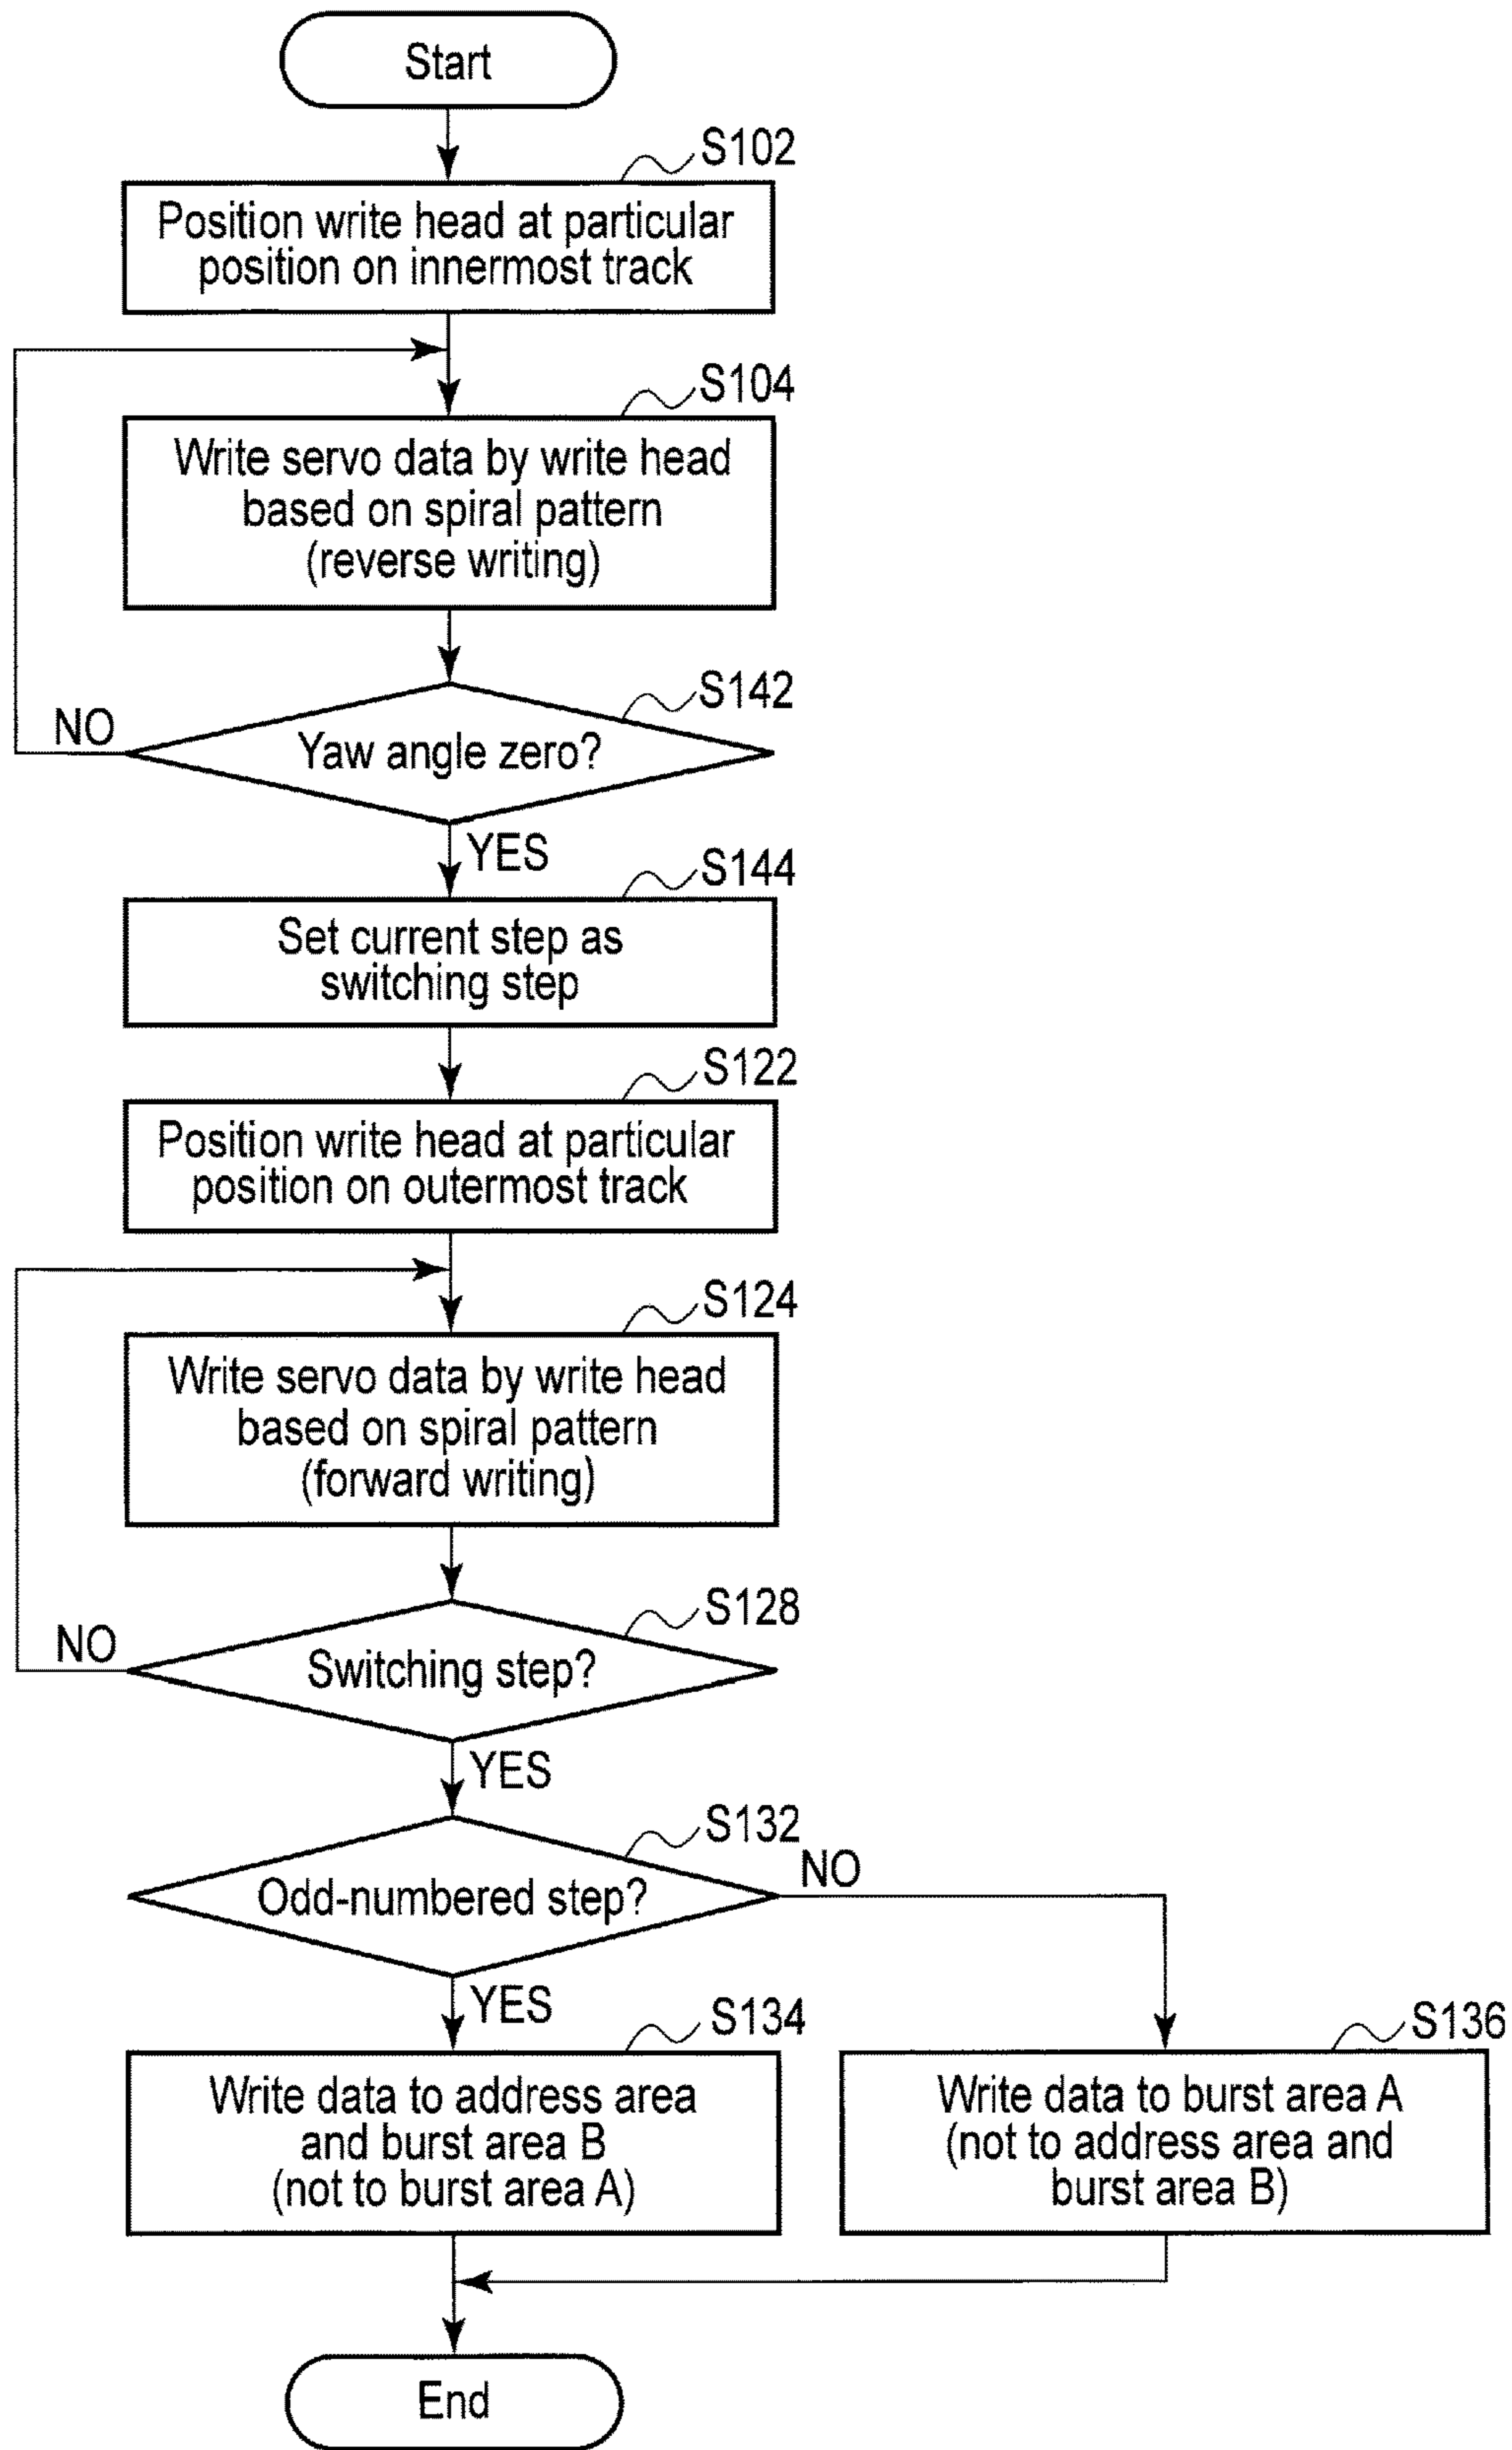 Start
S102
Position write head at particular
position on innermost track
S104
Write servo data by write head
based on spiral pattern
(reverse writing)
S142
Yaw angle zero?
NO
YES
S144
Set current step as
switching step
S122
Position write head at particular
position on outermost track
S124
Write servo data by write head
based on spiral pattern
(forward writing)
S128
Switching step?
NO
YES
S132
Odd-numbered step?
NO
YES
S134
Write data to address area
and burst area B
(not to burst area A)
S136
Write data to burst area A
(not to address area and
burst area B)
End